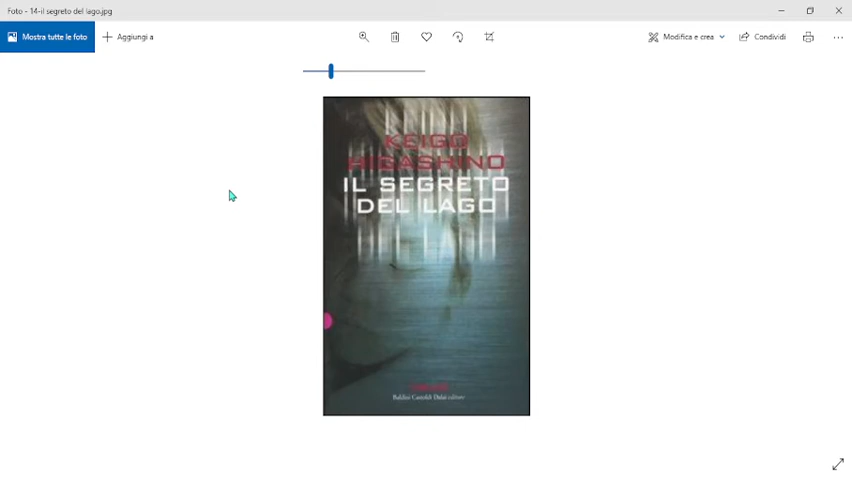 Foto - 14-il segreto del lago.jpg
Mostra tutte le foto
Aggiungi a
Modifica e crea
Condividi
KEIGO
HIGASHINO
IL SEGRETO
DEL LAGO
Baldini Castoldi Dalai editore